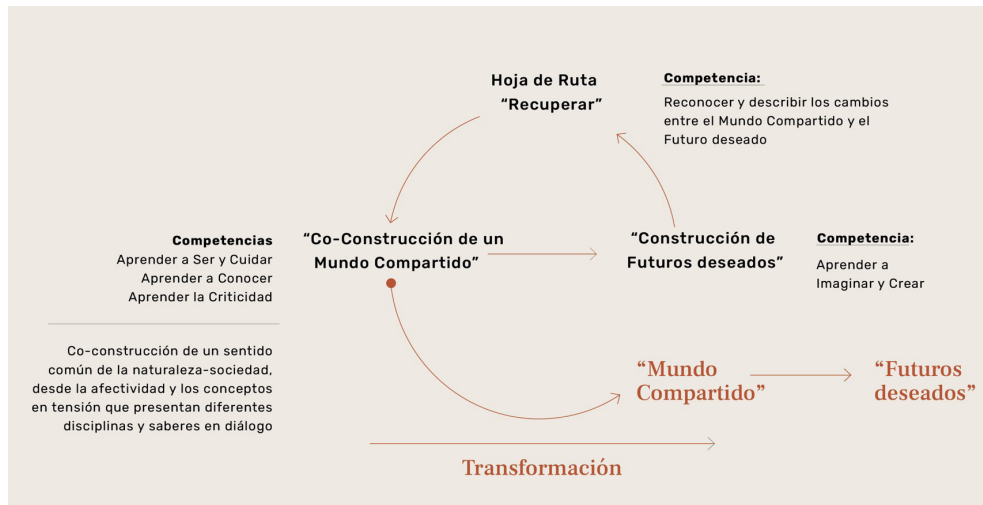 Hoja de Ruta
“Recuperar”
Competencia:
Reconocer y describir los cambios
entre el Mundo Compartido y el
Futuro deseado
Competencias
Aprender a Ser y Cuidar
Aprender a Conocer
Aprender la Criticidad
Co-construcción de un sentido
común de la naturaleza-sociedad,
desde la afectividad y los conceptos
en tensión que presentan diferentes
disciplinas y saberes en diálogo
“Co-Construcción de un
Mundo Compartido”
“Construcción de
Futuros deseados”
Competencia:
Aprender a
Imaginar y Crear
“Mundo
Compartido”
“Futuros
deseados”
Transformación